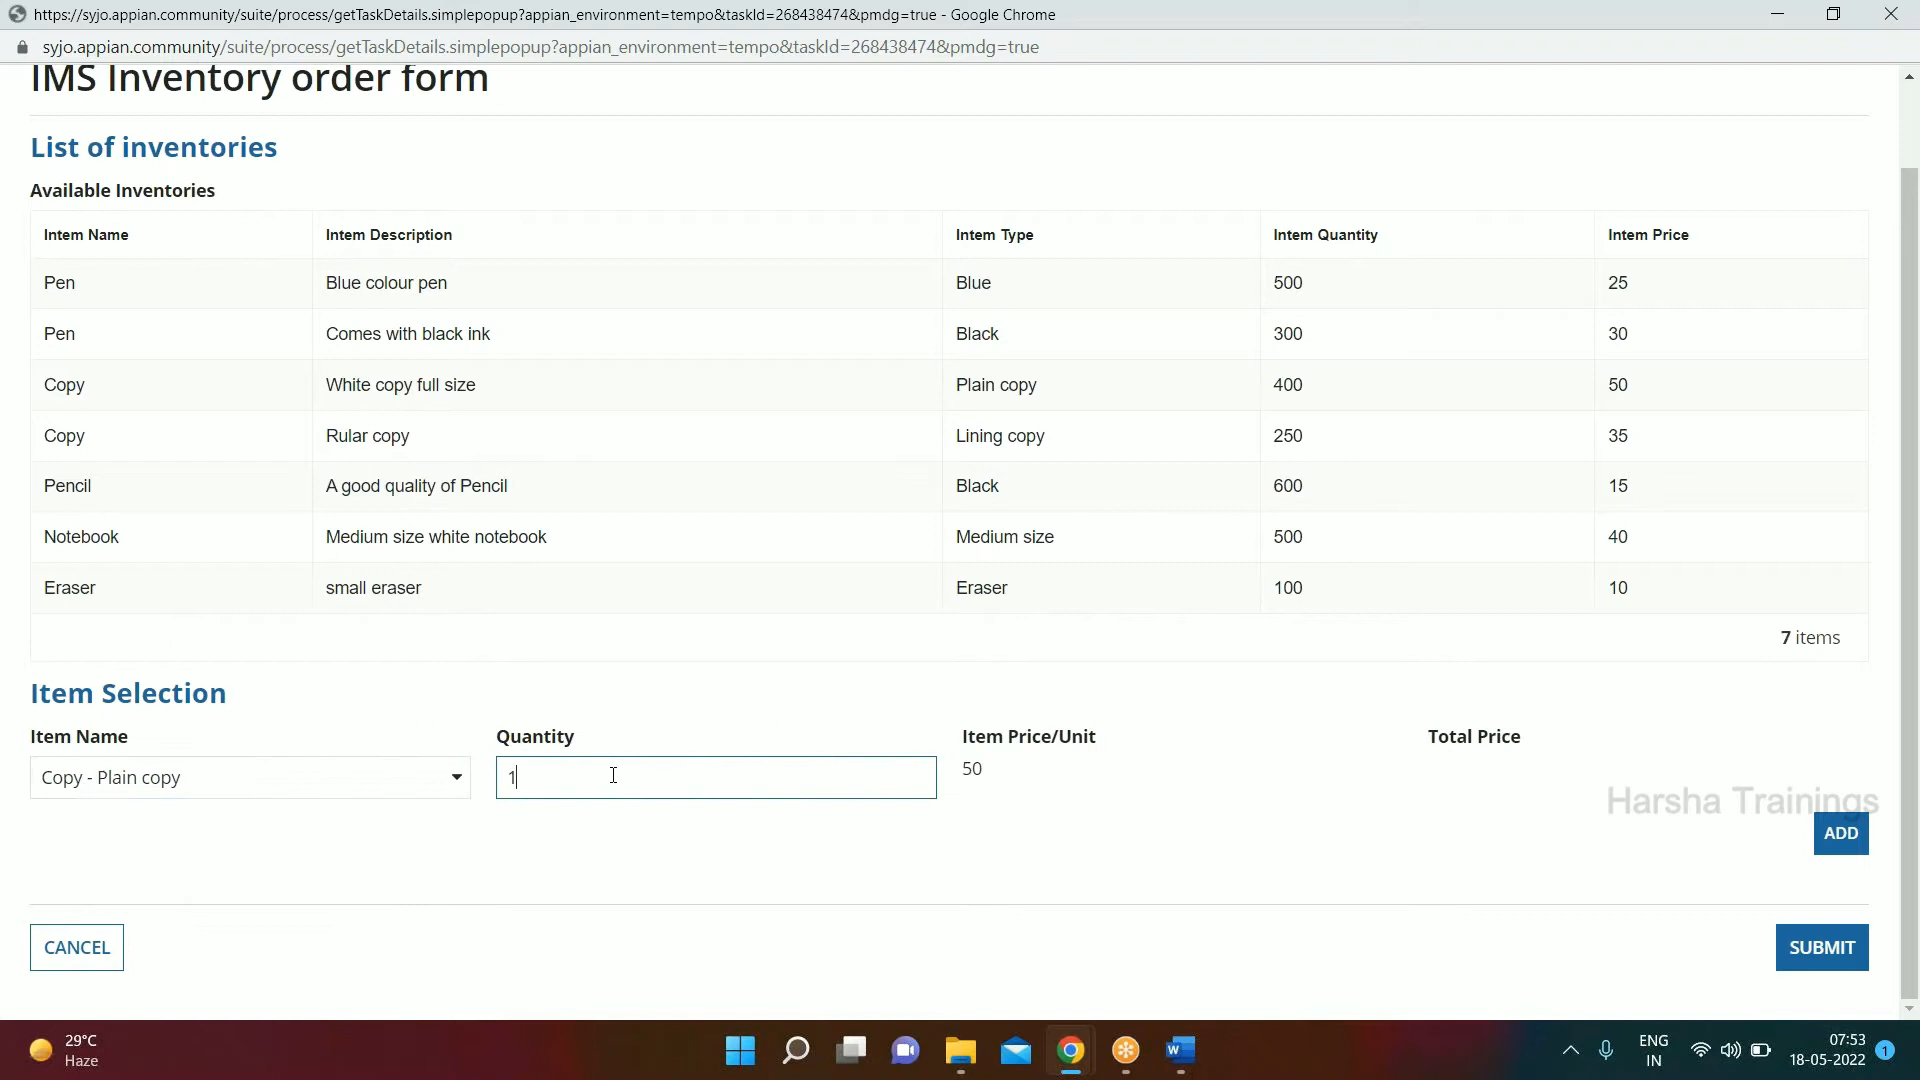 https://syjo.appian.community/suite/process/getTaskDetails.simplepopup?appian_environment=tempo&taskId=268438474&pmdg=true - Google Chrome
syjo.appian.community/suite/process/getTaskDetails.simplepopup?appian_environment=tempo&taskId=268438474&pmdg=true
IMS Inventory order form
List of inventories
Available Inventories
Intem Name Intem Description Intem Type Intem Quantity Intem Price
Pen Blue colour pen Blue 500 25
Pen Comes with black ink Black 300 30
Copy White copy full size Plain copy 400 50
Copy Rular copy Lining copy 250 35
Pencil A good quality of Pencil Black 600 15
Notebook Medium size white notebook Medium size 500 40
Eraser small eraser Eraser 100 10
7 items
Item Selection
Item Name Quantity Item Price/Unit Total Price
Copy - Plain copy 1 50
Harsha Trainings
ADD
CANCEL SUBMIT
29°C
Haze
ENG
IN
07:53
18-05-2022
1